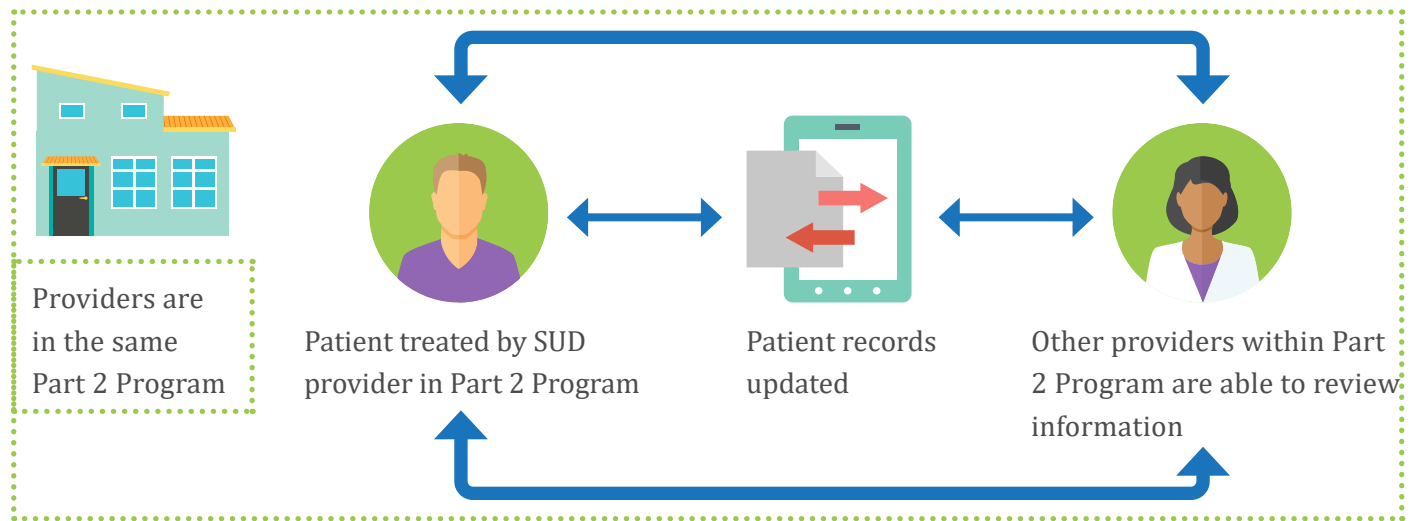 Providers are
in the same
Part 2 Program
Patient treated by SUD
provider in Part 2 Program
Patient records
updated
Other providers within Part
2 Program are able to review
information